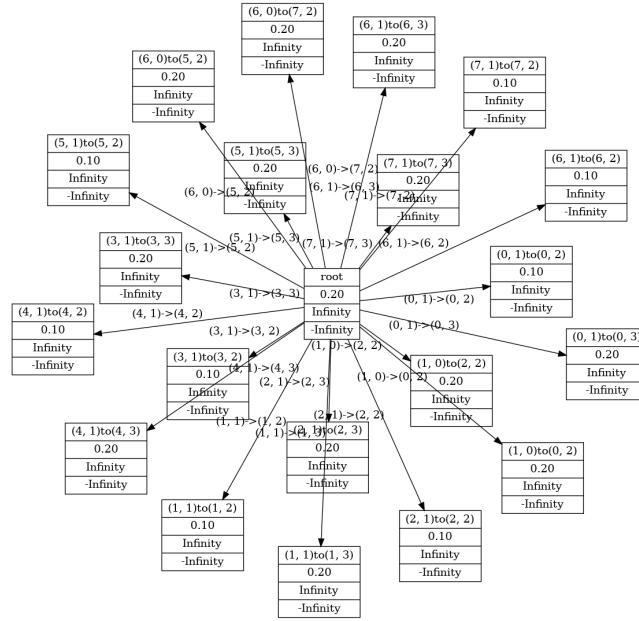 (6, 0)to(7, 2)
0.20
Infinity
-Infinity
(6, 1)to(6, 3)
0.20
Infinity
-Infinity
(6, 0)to(5, 2)
0.20
Infinity
-Infinity
(7, 1)to(7, 2)
0.10
Infinity
-Infinity
(5, 1)to(5, 2)
0.10
Infinity
-Infinity
(5, 1)to(5, 3)
0.20
Infinity
-Infinity
(7, 1)to(7, 3)
0.20
Infinity
-Infinity
(6, 1)to(6, 2)
0.10
Infinity
-Infinity
(6, 0)->(7, 2)
(6, 1)->(6, 3)
(6, 0)->(5, 2)
(7, 1)->(7, 2)
(3, 1)to(3, 3)
0.20
Infinity
-Infinity
(5, 1)->(5, 3)
(5, 1)->(5, 2)
(7, 1)->(7, 3)
(6, 1)->(6, 2)
(0, 1)to(0, 2)
0.10
Infinity
-Infinity
root
0.20
Infinity
-Infinity
(3, 1)->(3, 3)
(0, 1)->(0, 2)
(4, 1)to(4, 2)
0.10
Infinity
-Infinity
(4, 1)->(4, 2)
(3, 1)->(3, 2)
(0, 1)->(0, 3)
(0, 1)to(0, 3)
0.20
Infinity
-Infinity
(1, 0)->(2, 2)
(3, 1)to(3, 2)
0.10
Infinity
-Infinity
(4, 1)->(4, 3)
(2, 1)->(2, 3)
(1, 0)->(0, 2)
(1, 0)to(2, 2)
0.20
Infinity
-Infinity
(2, 1)->(2, 2)
(1, 1)->(1, 2)
(1, 1)->(1, 3)
(4, 1)to(4, 3)
0.20
Infinity
-Infinity
(2, 1)to(2, 3)
0.20
Infinity
-Infinity
(1, 0)to(0, 2)
0.20
Infinity
-Infinity
(1, 1)to(1, 2)
0.10
Infinity
-Infinity
(2, 1)to(2, 2)
0.10
Infinity
-Infinity
(1, 1)to(1, 3)
0.20
Infinity
-Infinity